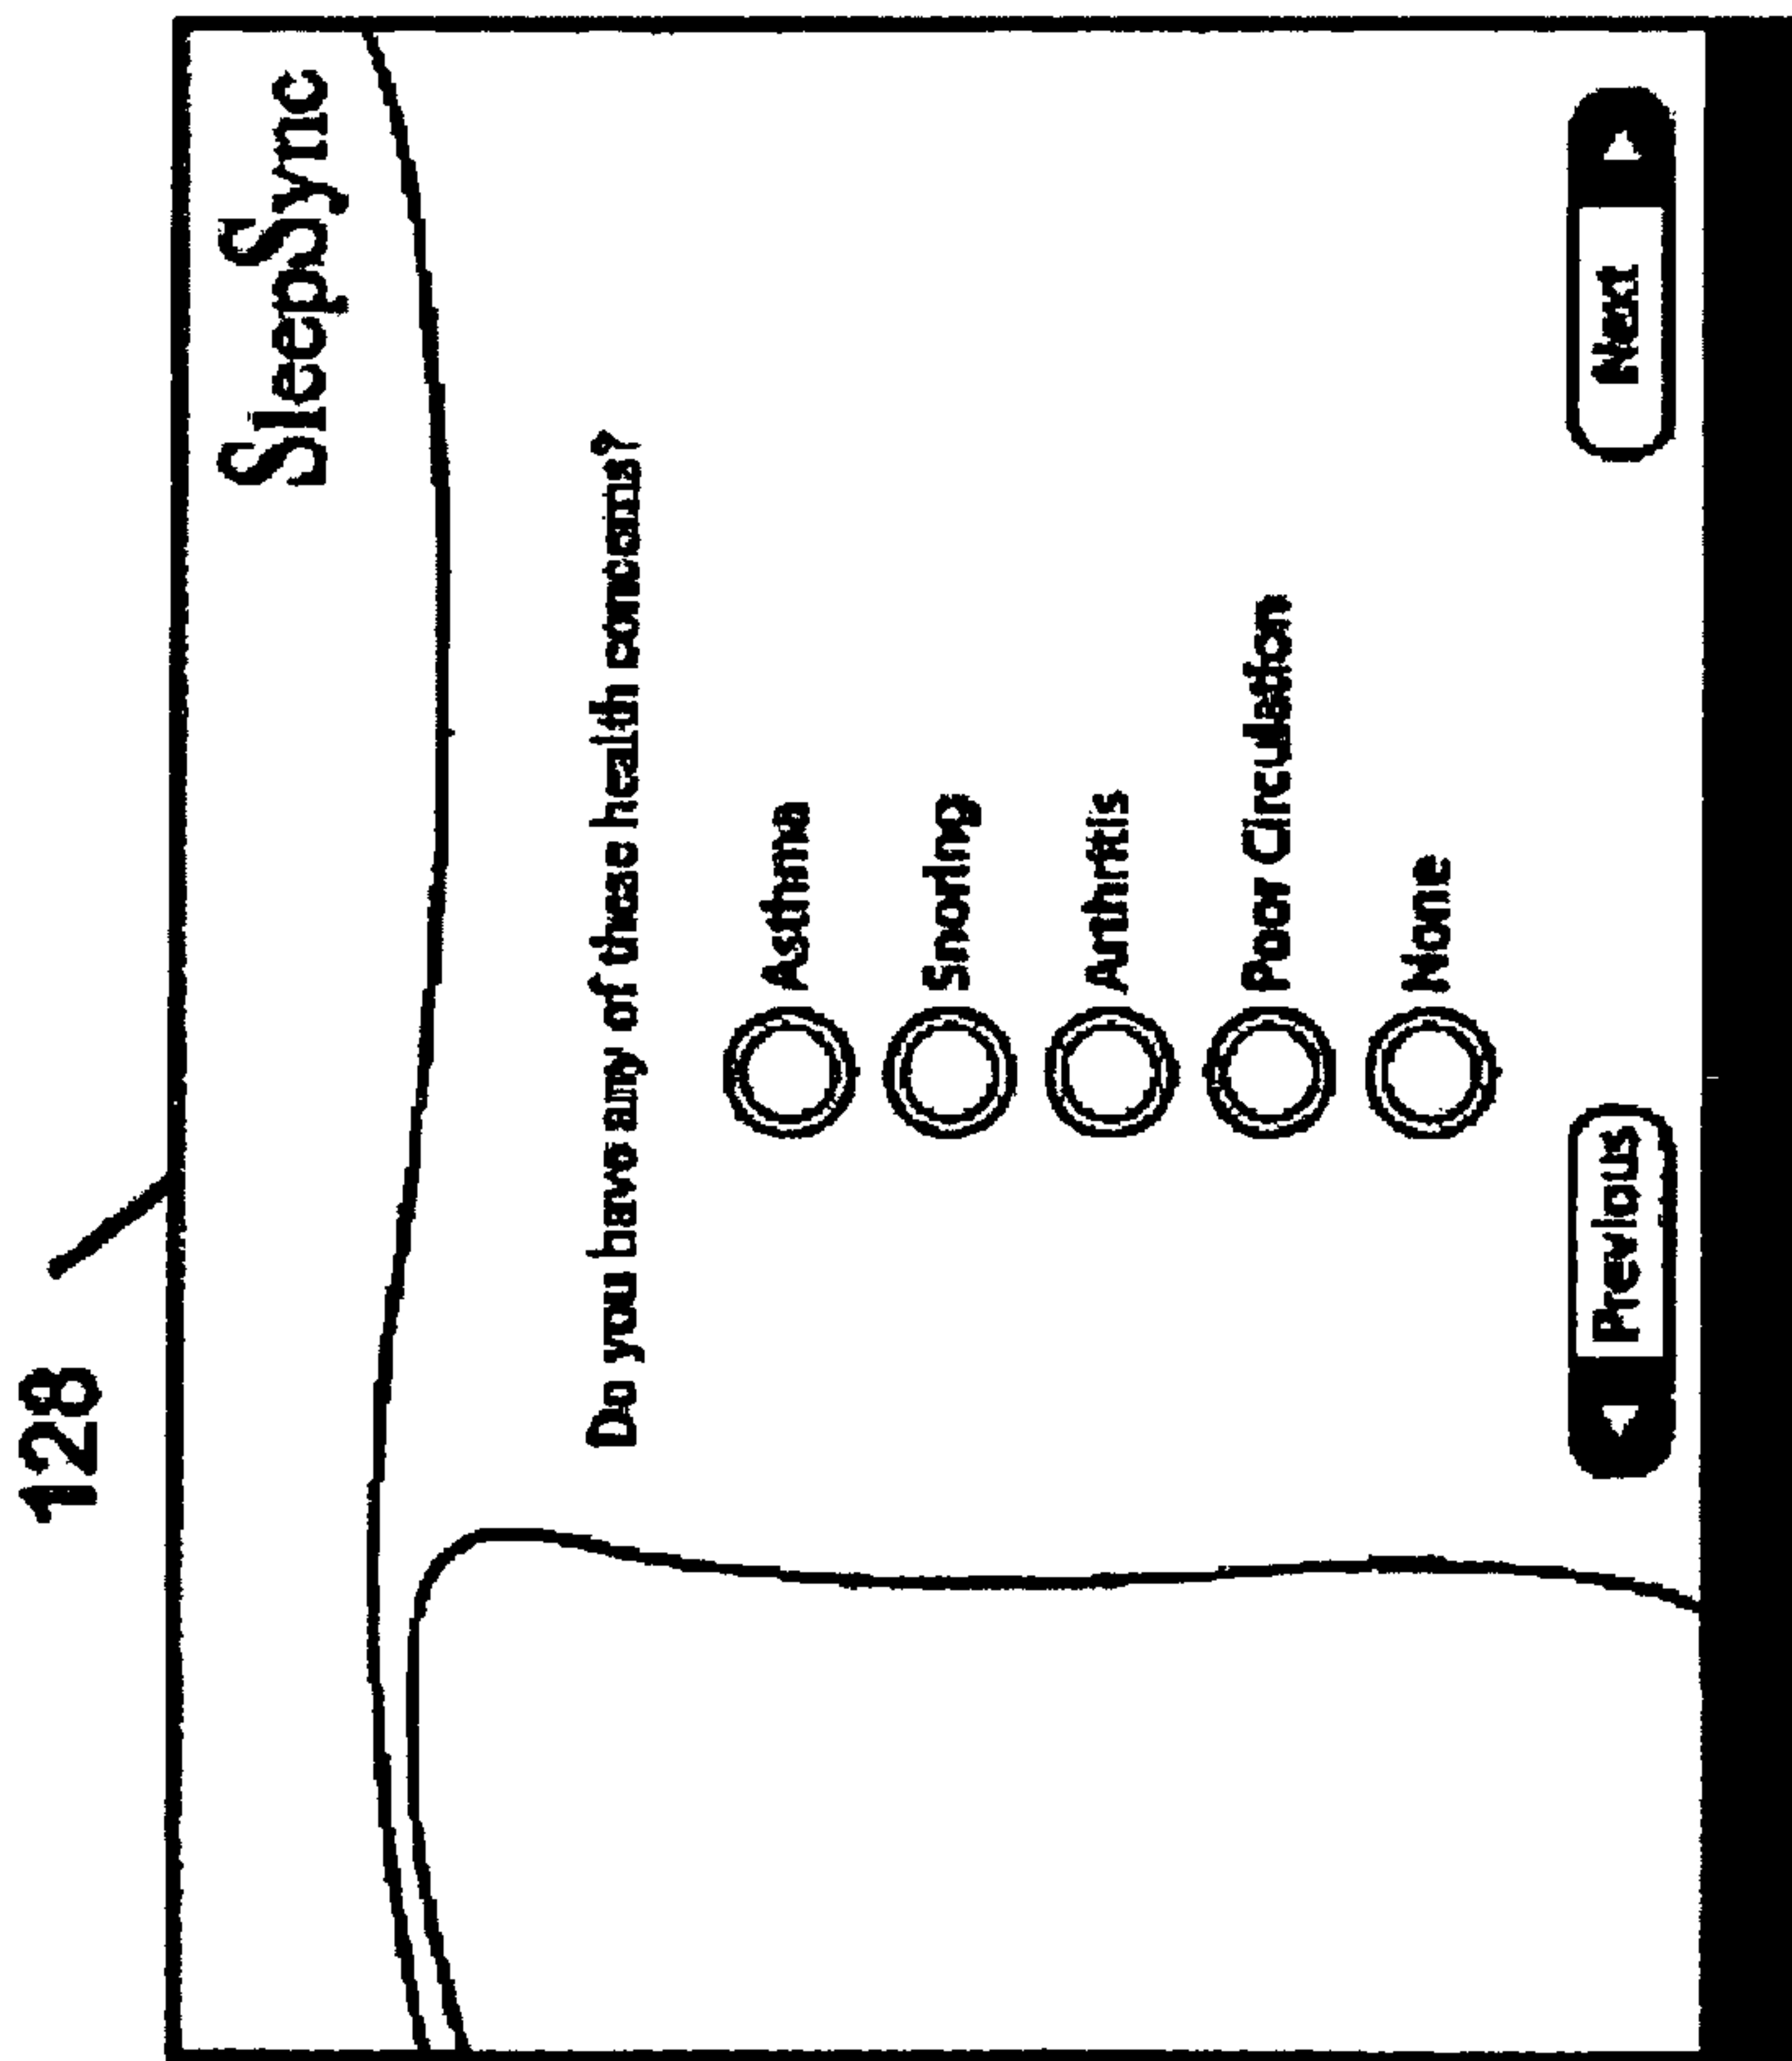 128
SleepSync
Do you have any of these health concerns?
Asthma
Snoring
Arthritis
Poor Circulation
None
Previous
Next